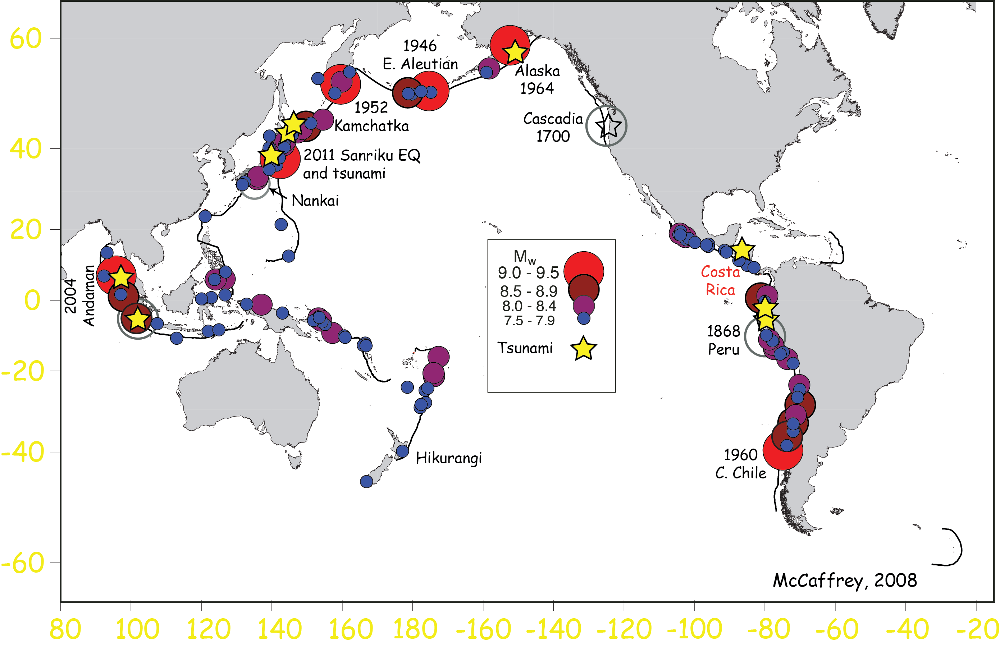 60
40
20
0
-20
-40
-60
1946
E. Aleutian
Alaska
1964
1952
Kamchatka
Cascadia
1700
2011 Sanriku EQ
and tsunami
Nankai
2004
Andaman
Mw
9.0 - 9.5
8.5 - 8.9
8.0 - 8.4
7.5 - 7.9
Tsunami
Costa
Rica
1868
Peru
1960
C. Chile
Hikurangi
McCaffrey, 2008
80 100 120 140 160 180 -160 -140 -120 -100 -80 -60 -40 -20